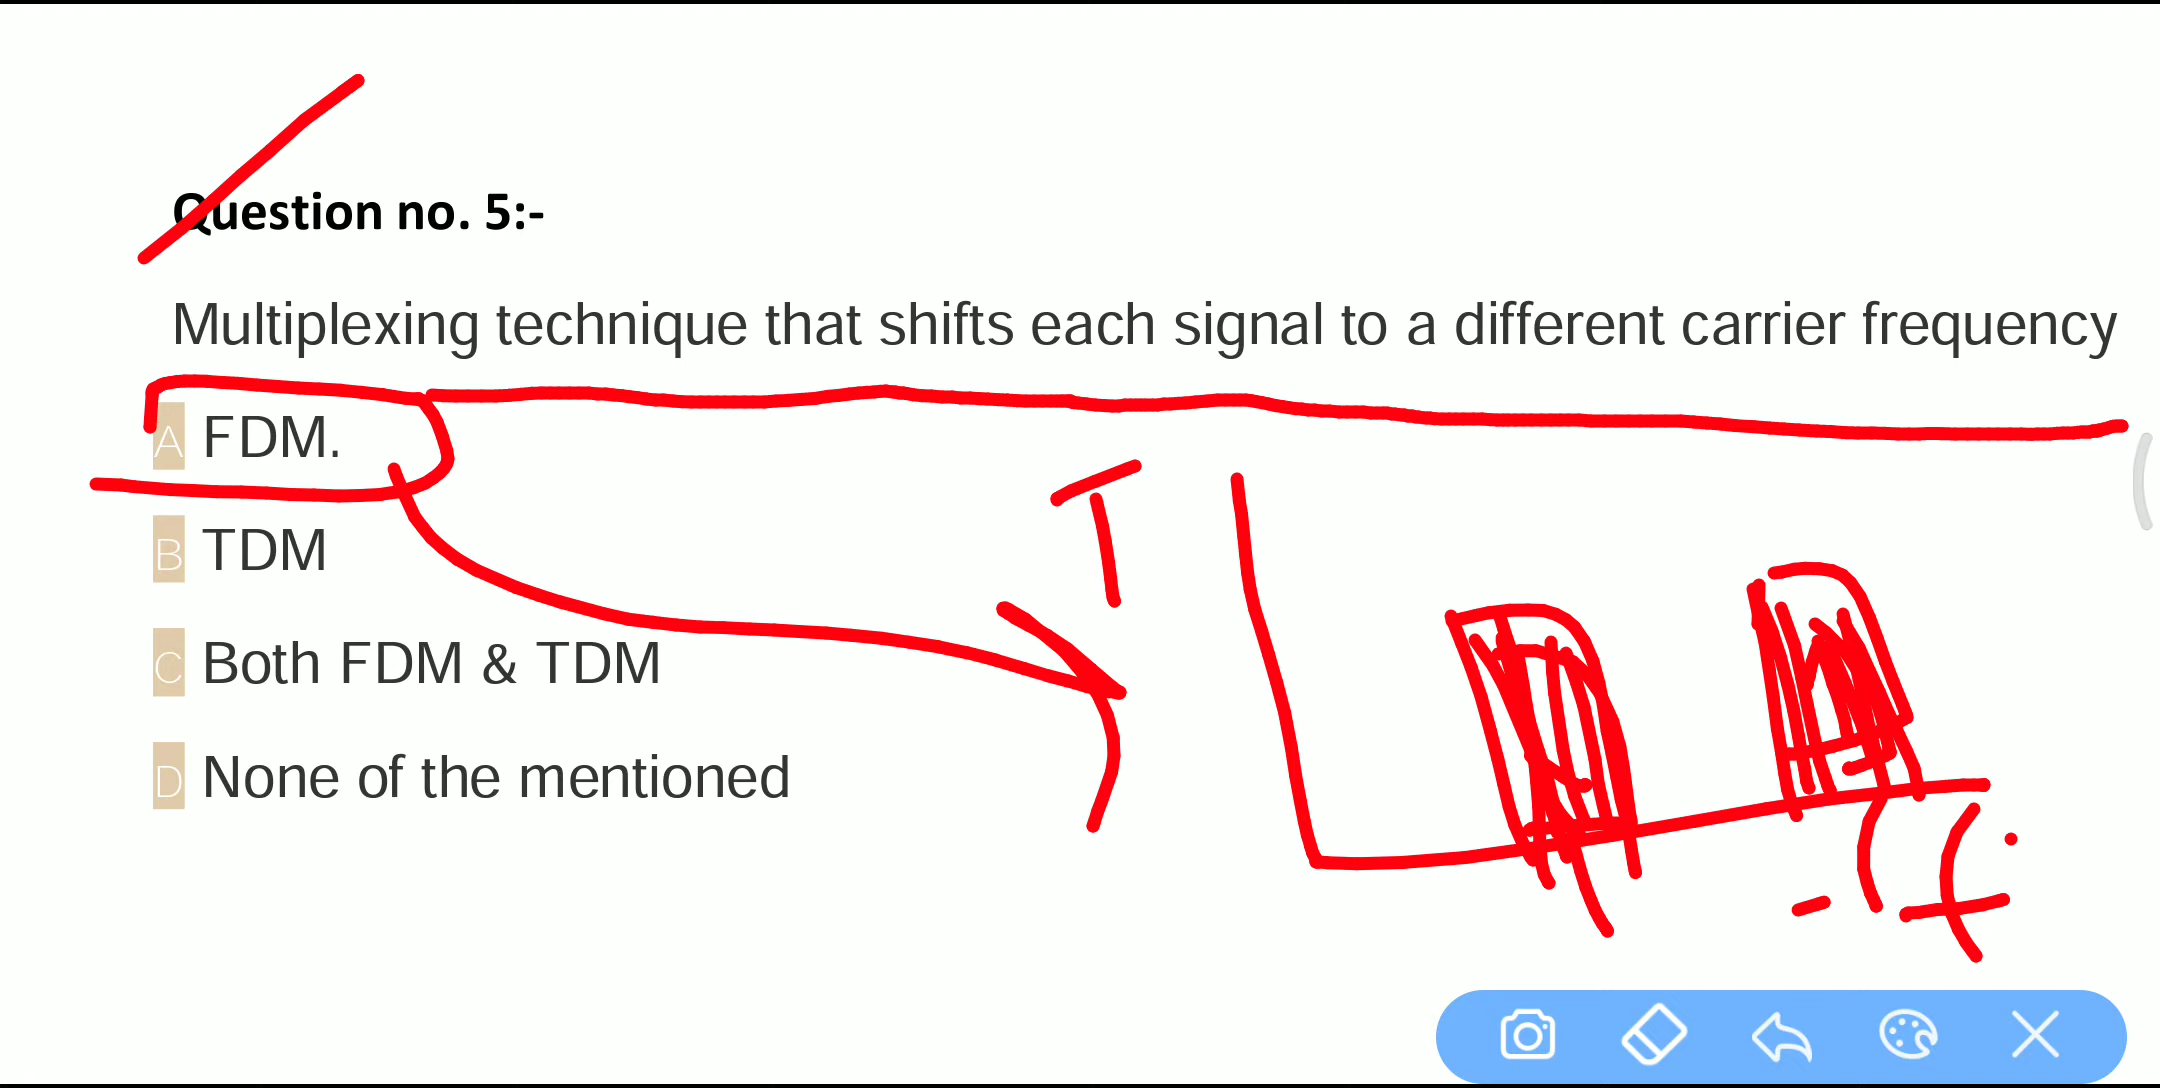 Question no. 5:-
Multiplexing technique that shifts each signal to a different carrier frequency
A FDM.
B TDM
C Both FDM & TDM
D None of the mentioned